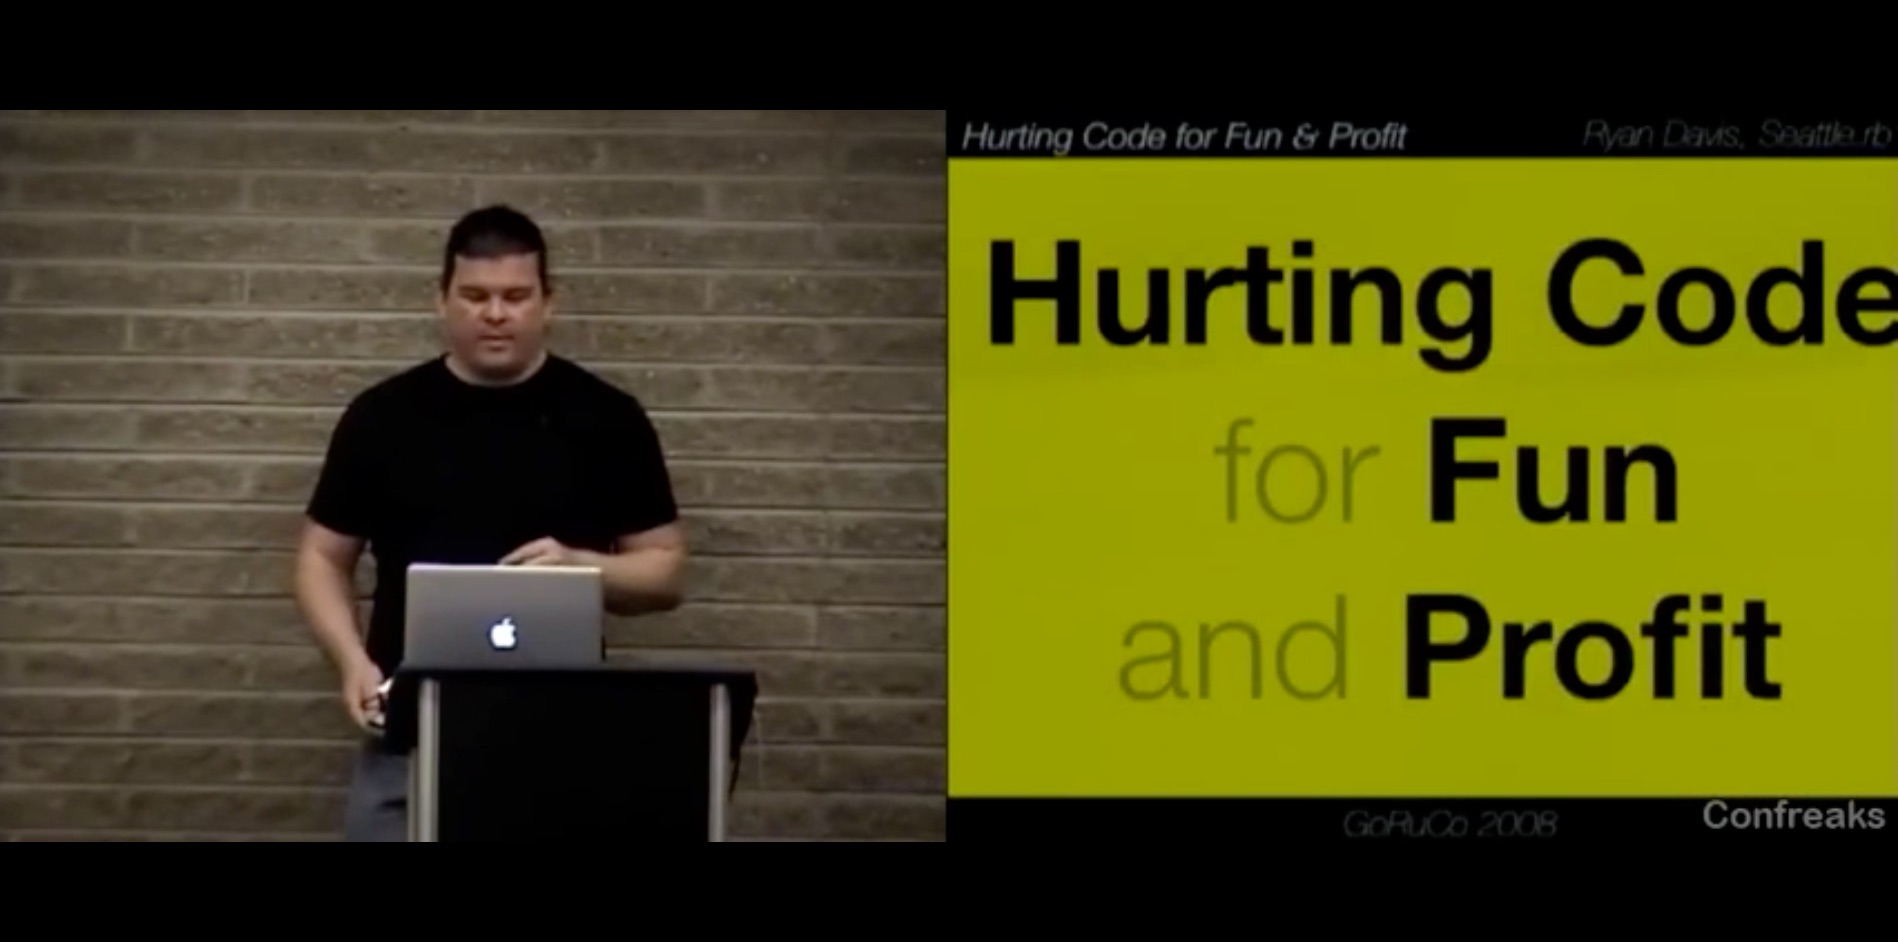 Hurting Code for Fun & Profit
Ryan Davis, Seattle.rb
Hurting Code
for Fun
and Profit
GoRuCo 2008
Confreaks